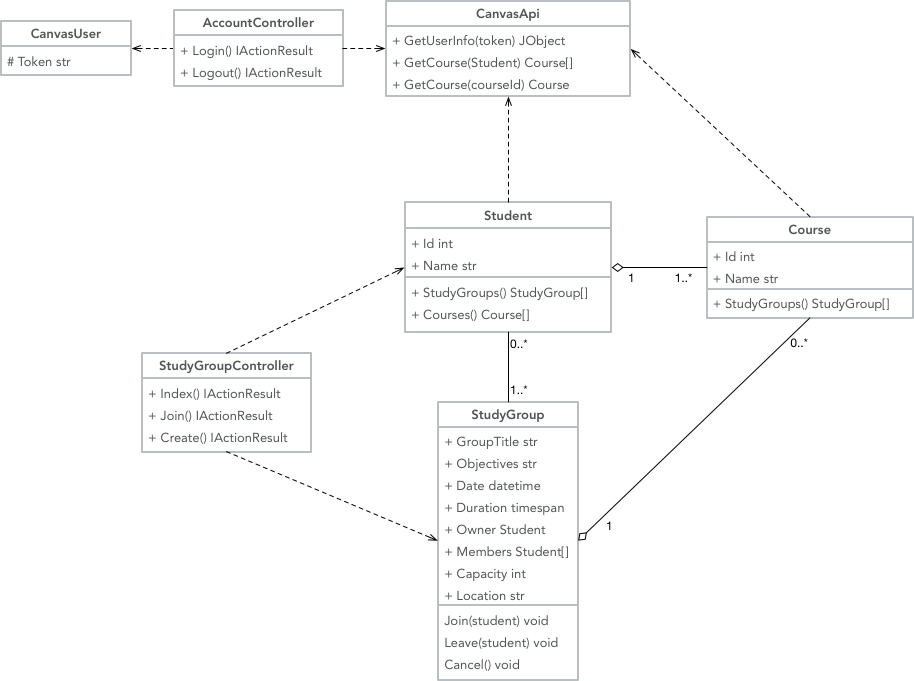 CanvasUser
# Token str
AccountController
+ Login() IActionResult
+ Logout() IActionResult
CanvasApi
+ GetUserInfo(token) JObject
+ GetCourse(Student) Course[]
+ GetCourse(courseId) Course
Student
+ Id int
+ Name str
+ StudyGroups() StudyGroup[]
+ Courses() Course[]
1
1..*
Course
+ Id int
+ Name str
+ StudyGroups() StudyGroup[]
0..*
0..*
1..*
StudyGroupController
+ Index() IActionResult
+ Join() IActionResult
+ Create() IActionResult
StudyGroup
+ GroupTitle str
+ Objectives str
+ Date datetime
+ Duration timespan
+ Owner Student
+ Members Student[]
+ Capacity int
+ Location str
Join(student) void
Leave(student) void
Cancel() void
1